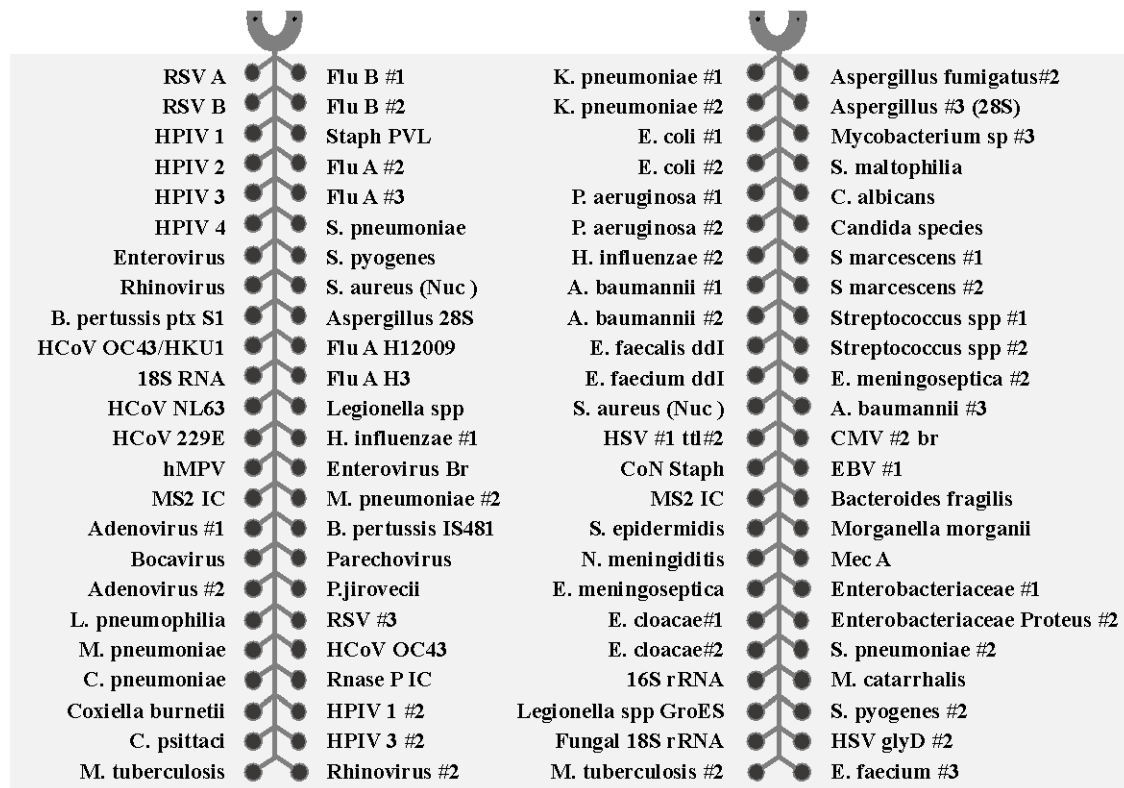 RSV A Flu B #1 K. pneumoniae #1 Aspergillus fumigatus#2
RSV B Flu B #2 K. pneumoniae #2 Aspergillus #3 (28S)
HPIV 1 Staph PVL E. coli #1 Mycobacterium sp #3
HPIV 2 Flu A #2 E. coli #2 S. maltophilia
HPIV 3 Flu A #3 P. aeruginosa #1 C. albicans
HPIV 4 S. pneumoniae P. aeruginosa #2 Candida species
Enterovirus S. pyogenes H. influenzae #2 S marcescens #1
Rhinovirus S. aureus (Nuc ) A. baumannii #1 S marcescens #2
B. pertussis ptx S1 Aspergillus 28S A. baumannii #2 Streptococcus spp #1
HCoV OC43/HKU1 Flu A H12009 E. faecalis ddI Streptococcus spp #2
18S RNA Flu A H3 E. faecium ddI E. meningoseptica #2
HCoV NL63 Legionella spp S. aureus (Nuc ) A. baumannii #3
HCoV 229E H. influenzae #1 HSV #1 ttl#2 CMV #2 br
hMPV Enterovirus Br CoN Staph EBV #1
MS2 IC M. pneumoniae #2 MS2 IC Bacteroides fragilis
Adenovirus #1 B. pertussis IS481 S. epidermidis Morganella morganii
Bocavirus Parechovirus N. meningiditis Mec A
Adenovirus #2 P.jirovecii E. meningoseptica Enterobacteriaceae #1
L. pneumophilia RSV #3 E. cloacae#1 Enterobacteriaceae Proteus #2
M. pneumoniae HCoV OC43 E. cloacae#2 S. pneumoniae #2
C. pneumoniae Rnase P IC 16S rRNA M. catarrhalis
Coxiella burnetii HPIV 1 #2 Legionella spp GroES S. pyogenes #2
C. psittaci HPIV 3 #2 Fungal 18S rRNA HSV glyD #2
M. tuberculosis Rhinovirus #2 M. tuberculosis #2 E. faecium #3